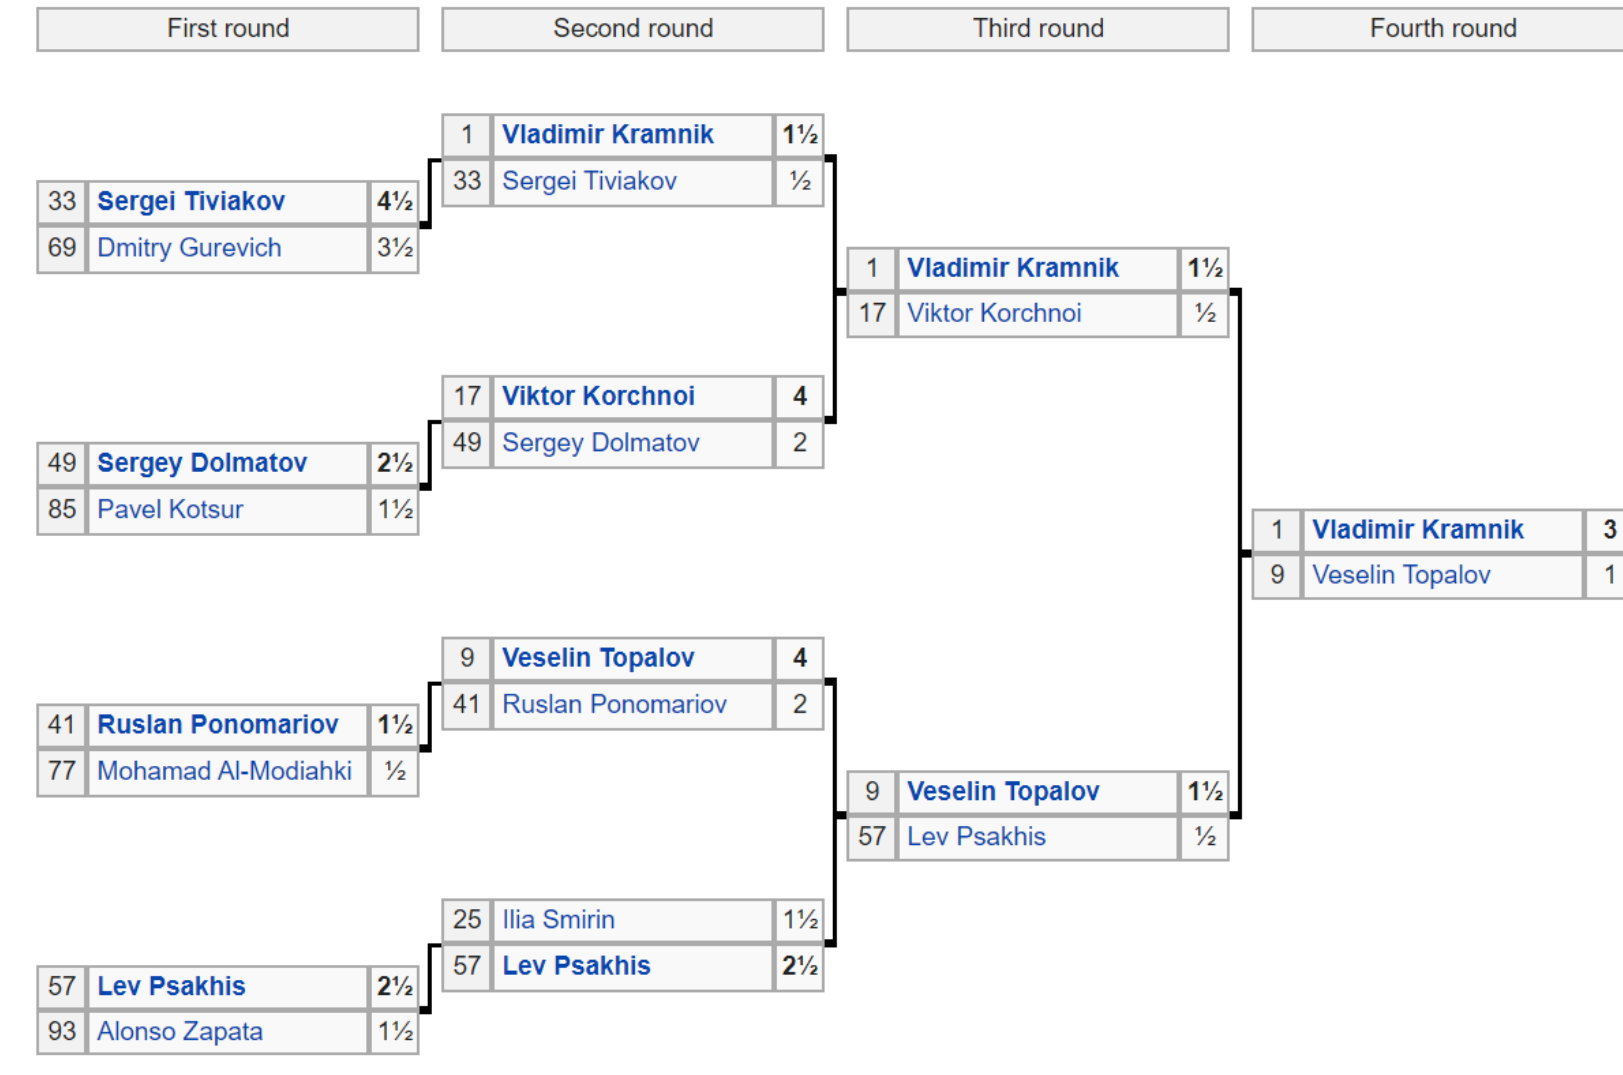 First round
Second round
Third round
Fourth round
1 Vladimir Kramnik 1½
33 Sergei Tiviakov ½
33 Sergei Tiviakov 4½
69 Dmitry Gurevich 3½
1 Vladimir Kramnik 1½
17 Viktor Korchnoi ½
17 Viktor Korchnoi 4
49 Sergey Dolmatov 2
49 Sergey Dolmatov 2½
85 Pavel Kotsur 1½
1 Vladimir Kramnik 3
9 Veselin Topalov 1
9 Veselin Topalov 4
41 Ruslan Ponomariov 2
41 Ruslan Ponomariov 1½
77 Mohamad Al-Modiahki ½
9 Veselin Topalov 1½
57 Lev Psakhis ½
25 Ilia Smirin 1½
57 Lev Psakhis 2½
57 Lev Psakhis 2½
93 Alonso Zapata 1½